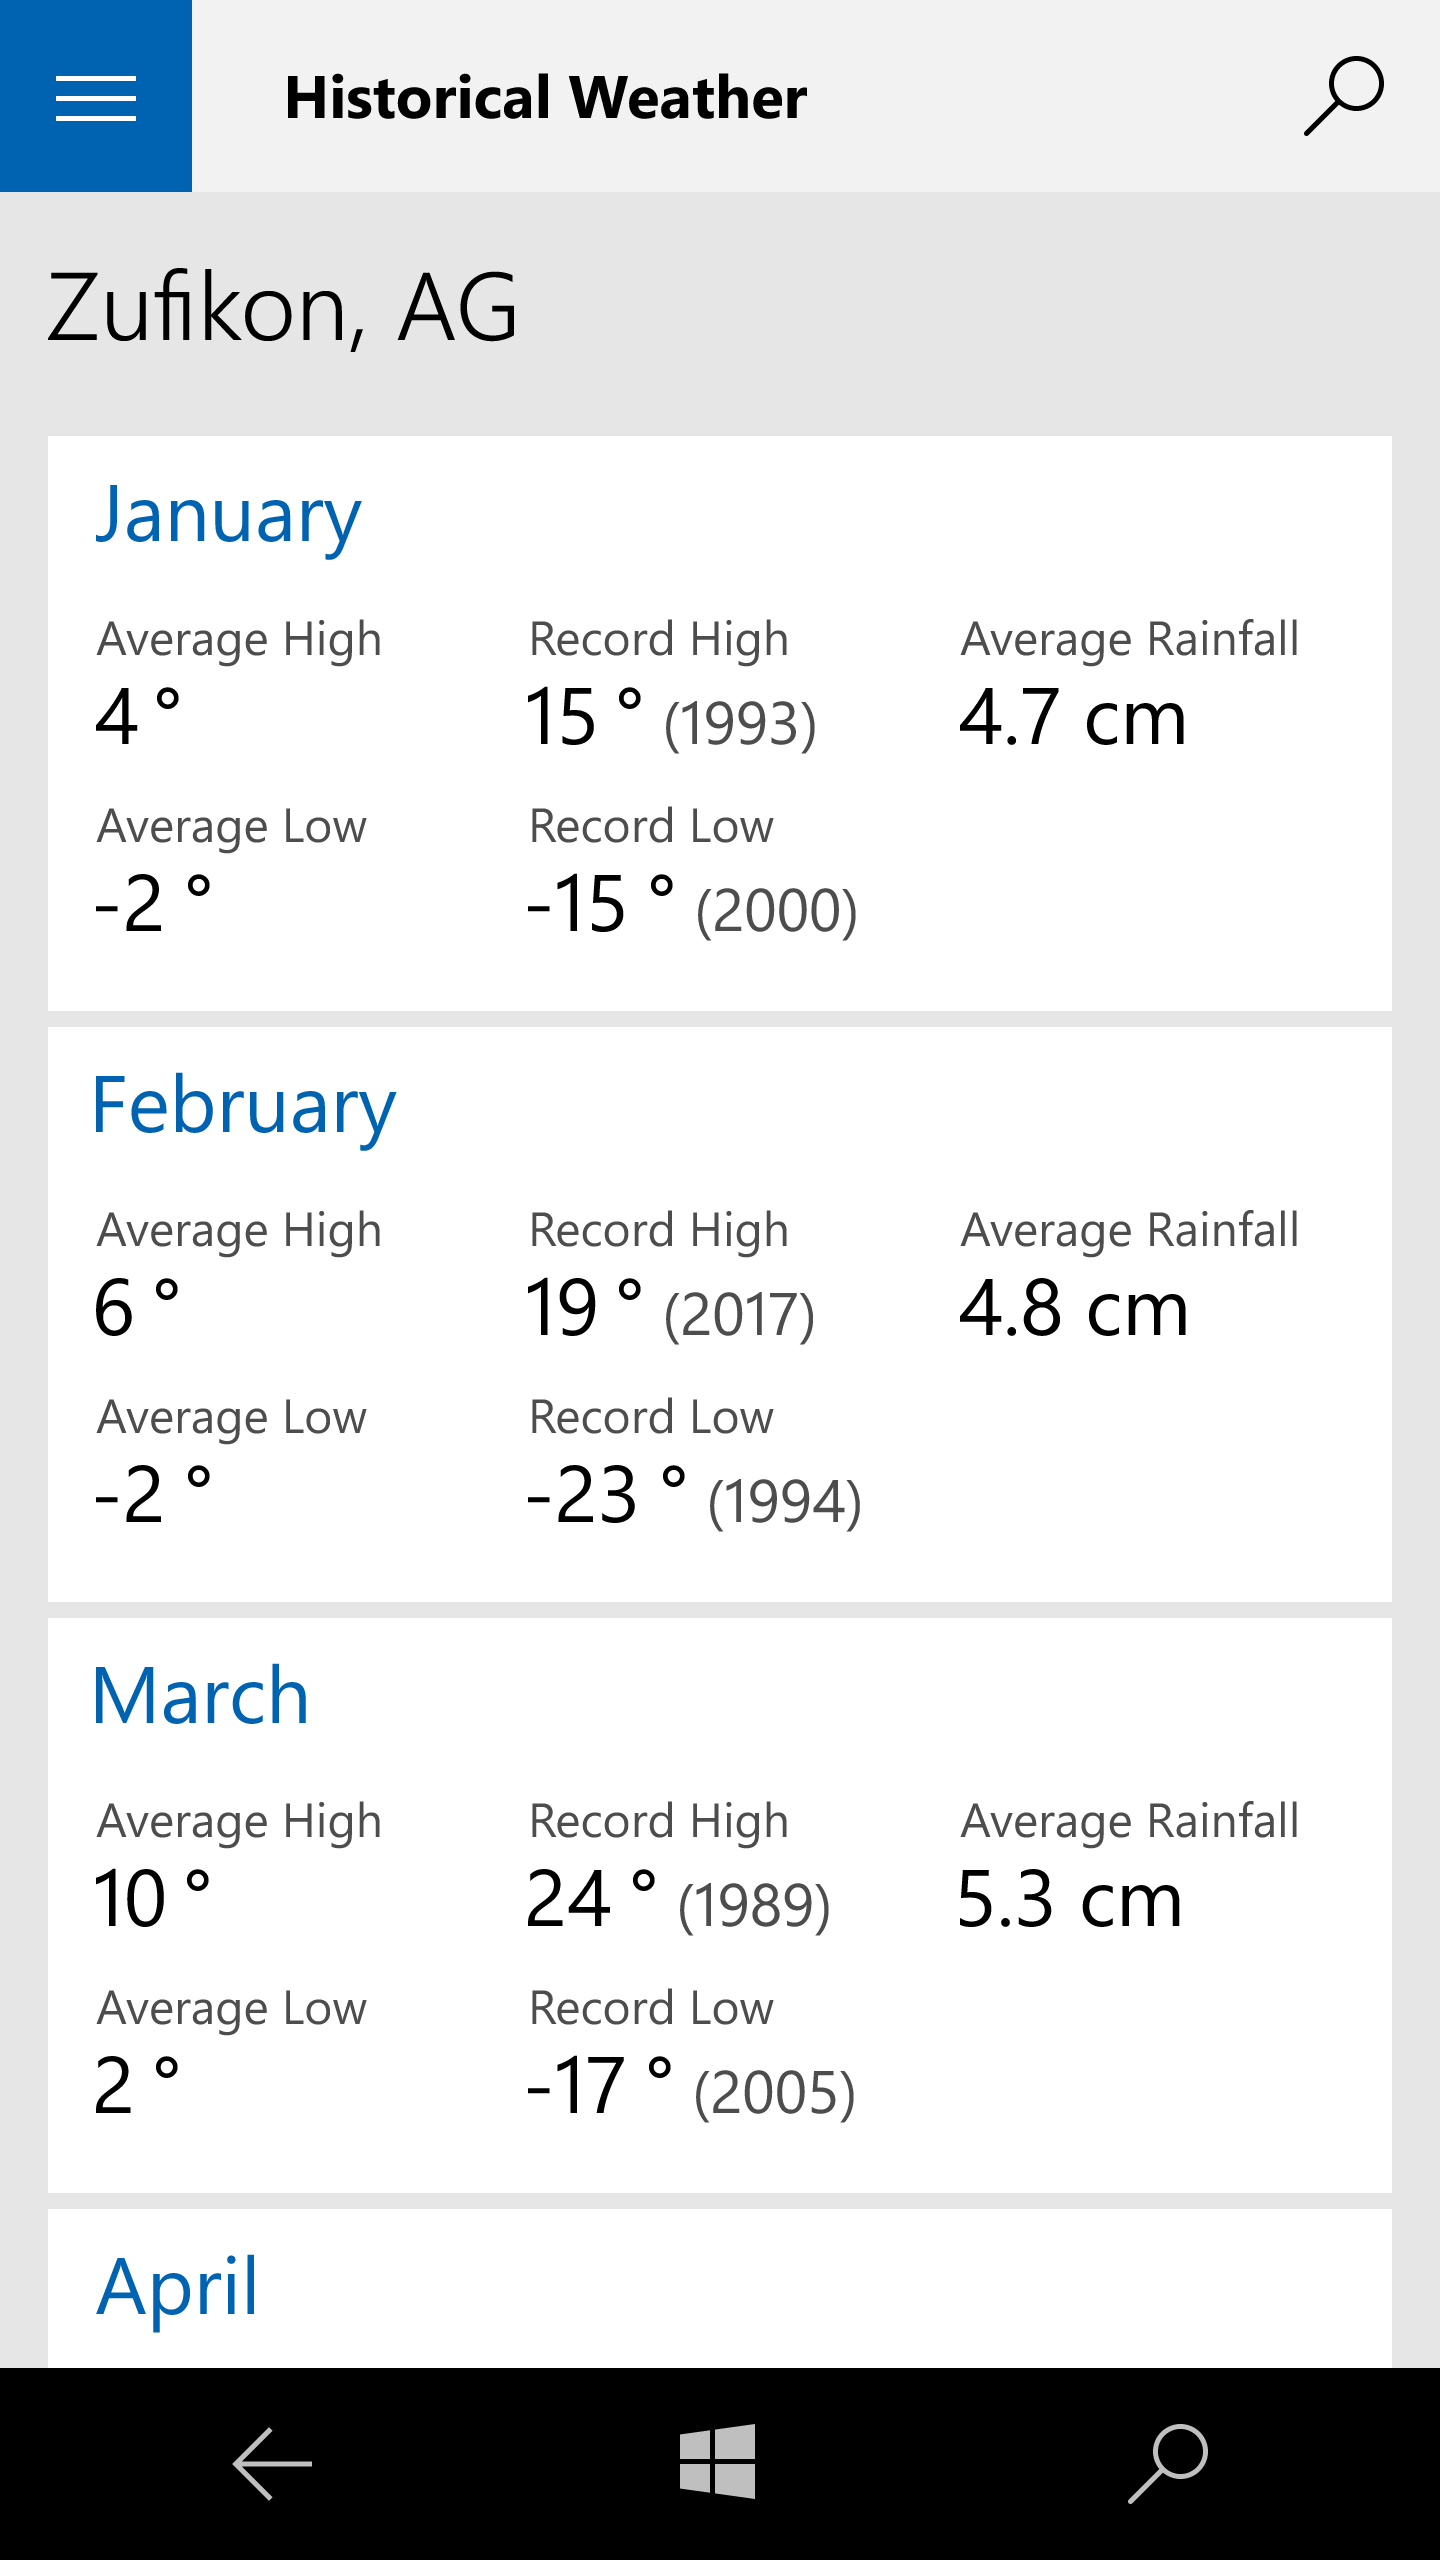 Historical Weather
Zufikon, AG
January
Average High Record High Average Rainfall
4 ° 15 ° (1993) 4.7 cm
Average Low Record Low
-2 ° -15 ° (2000)
February
Average High Record High Average Rainfall
6 ° 19 ° (2017) 4.8 cm
Average Low Record Low
-2 ° -23 ° (1994)
March
Average High Record High Average Rainfall
10 ° 24 ° (1989) 5.3 cm
Average Low Record Low
2 ° -17 ° (2005)
April